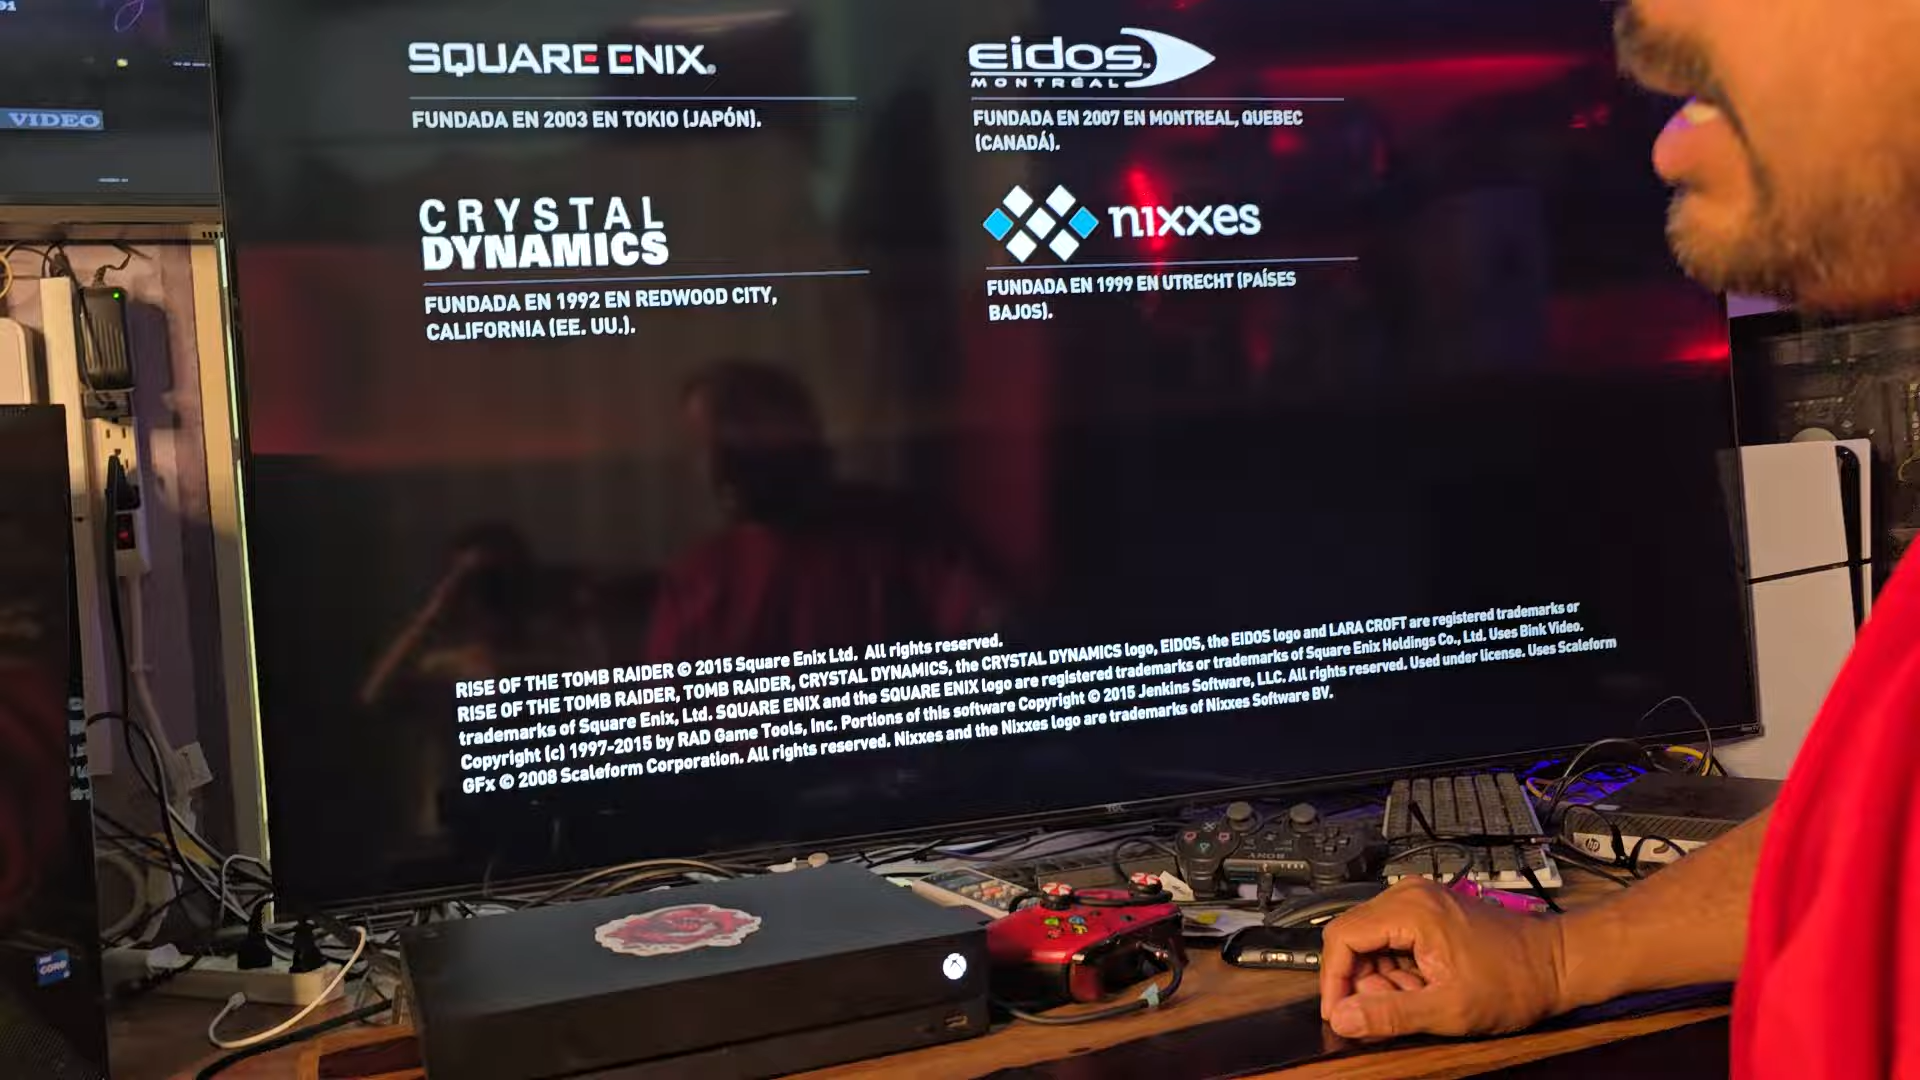 VIDEO
SQUARE ENIX®
FUNDADA EN 2003 EN TOKIO (JAPÓN).
eidos™
MONTRÉAL
FUNDADA EN 2007 EN MONTREAL, QUEBEC
(CANADÁ).
CRYSTAL
DYNAMICS
FUNDADA EN 1992 EN REDWOOD CITY,
CALIFORNIA (EE. UU.).
nixxes
FUNDADA EN 1999 EN UTRECHT (PAÍSES
BAJOS).
RISE OF THE TOMB RAIDER © 2015 Square Enix Ltd. All rights reserved.
RISE OF THE TOMB RAIDER, TOMB RAIDER, CRYSTAL DYNAMICS, the CRYSTAL DYNAMICS logo, EIDOS, the EIDOS logo and LARA CROFT are registered trademarks or
trademarks of Square Enix, Ltd. SQUARE ENIX and the SQUARE ENIX logo are registered trademarks or trademarks of Square Enix Holdings Co., Ltd. Uses Bink Video.
Copyright (c) 1997-2015 by RAD Game Tools, Inc. Portions of this software Copyright © 2015 Jenkins Software, LLC. All rights reserved. Used under license. Uses Scaleform
GFx © 2008 Scaleform Corporation. All rights reserved. Nixxes and the Nixxes logo are trademarks of Nixxes Software BV.
TCL
SONY
hp
CORE